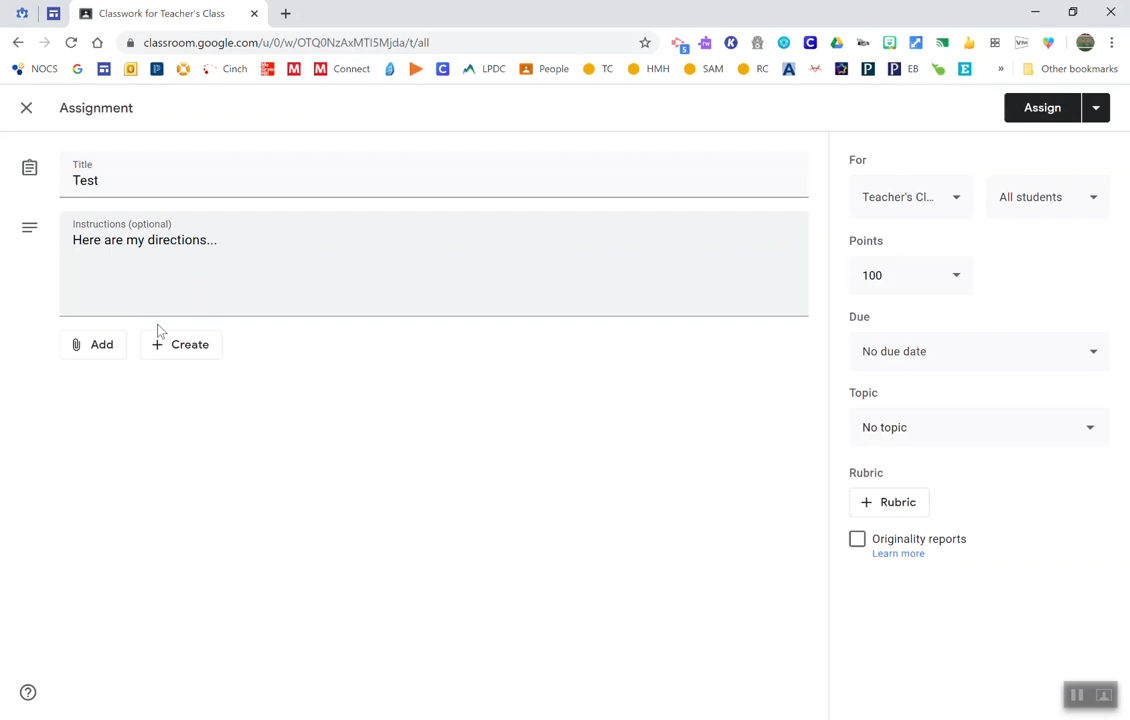 Classwork for Teacher's Class
classroom.google.com/u/0/w/OTQ0NzAxMTI5Mjda/t/all
5
NOCS
Cinch
Connect
LPDC
People
TC
HMH
SAM
RC
EB
»
Other bookmarks
Assignment
Assign
Title
Test
Instructions (optional)
Here are my directions...
Add
+ Create
For
Teacher's Cl...
All students
Points
100
Due
No due date
Topic
No topic
Rubric
+ Rubric
Originality reports
Learn more